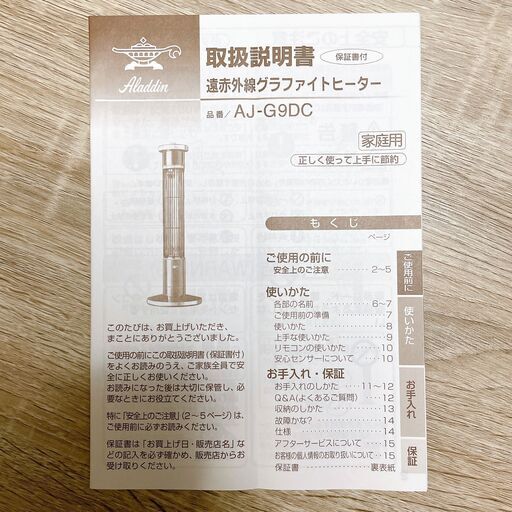 Aladdin
取扱説明書
保証書付
遠赤外線グラファイトヒーター
品番/AJ-G9DC
家庭用
正しく使って上手に節約
もくじ
ページ
ご使用の前に
安全上のご注意 ‥‥‥‥ 2~5
使いかた
各部の名前 ‥‥‥‥ 6~7
ご使用前の準備 ‥‥‥‥ 7
使いかた ‥‥‥‥ 8
上手な使いかた ‥‥‥‥ 9
リモコンの使いかた ‥‥‥‥ 10
安心センサーについて ‥‥‥‥ 10
お手入れ・保証
お手入れのしかた ‥‥‥ 11~12
Q&A(よくあるご質問) ‥‥‥ 12
収納のしかた ‥‥‥‥ 13
故障かな? ‥‥‥‥ 14
仕様 ‥‥‥‥ 14
アフターサービスについて ‥‥ 15
お客様の個人情報のお取り扱いについて ‥ 15
保証書 ‥‥‥‥ 裏表紙
ご使用前に
使いかた
お手入れ
保証
このたびは、お買上げいただき、
まことにありがとうございました。
ご使用の前にこの取扱説明書(保証書付)
をよくお読みのうえ、ご家族全員で安
全に正しくお使いください。
お読みになった後は大切に保管し、必
要なときにお役立てください。
特に「安全上のご注意」(2~5ページ)は、
ご使用前に必ずお読みください。
保証書は「お買上げ日・販売店名」な
どの記入を必ず確かめ、販売店からお
受け取りください。